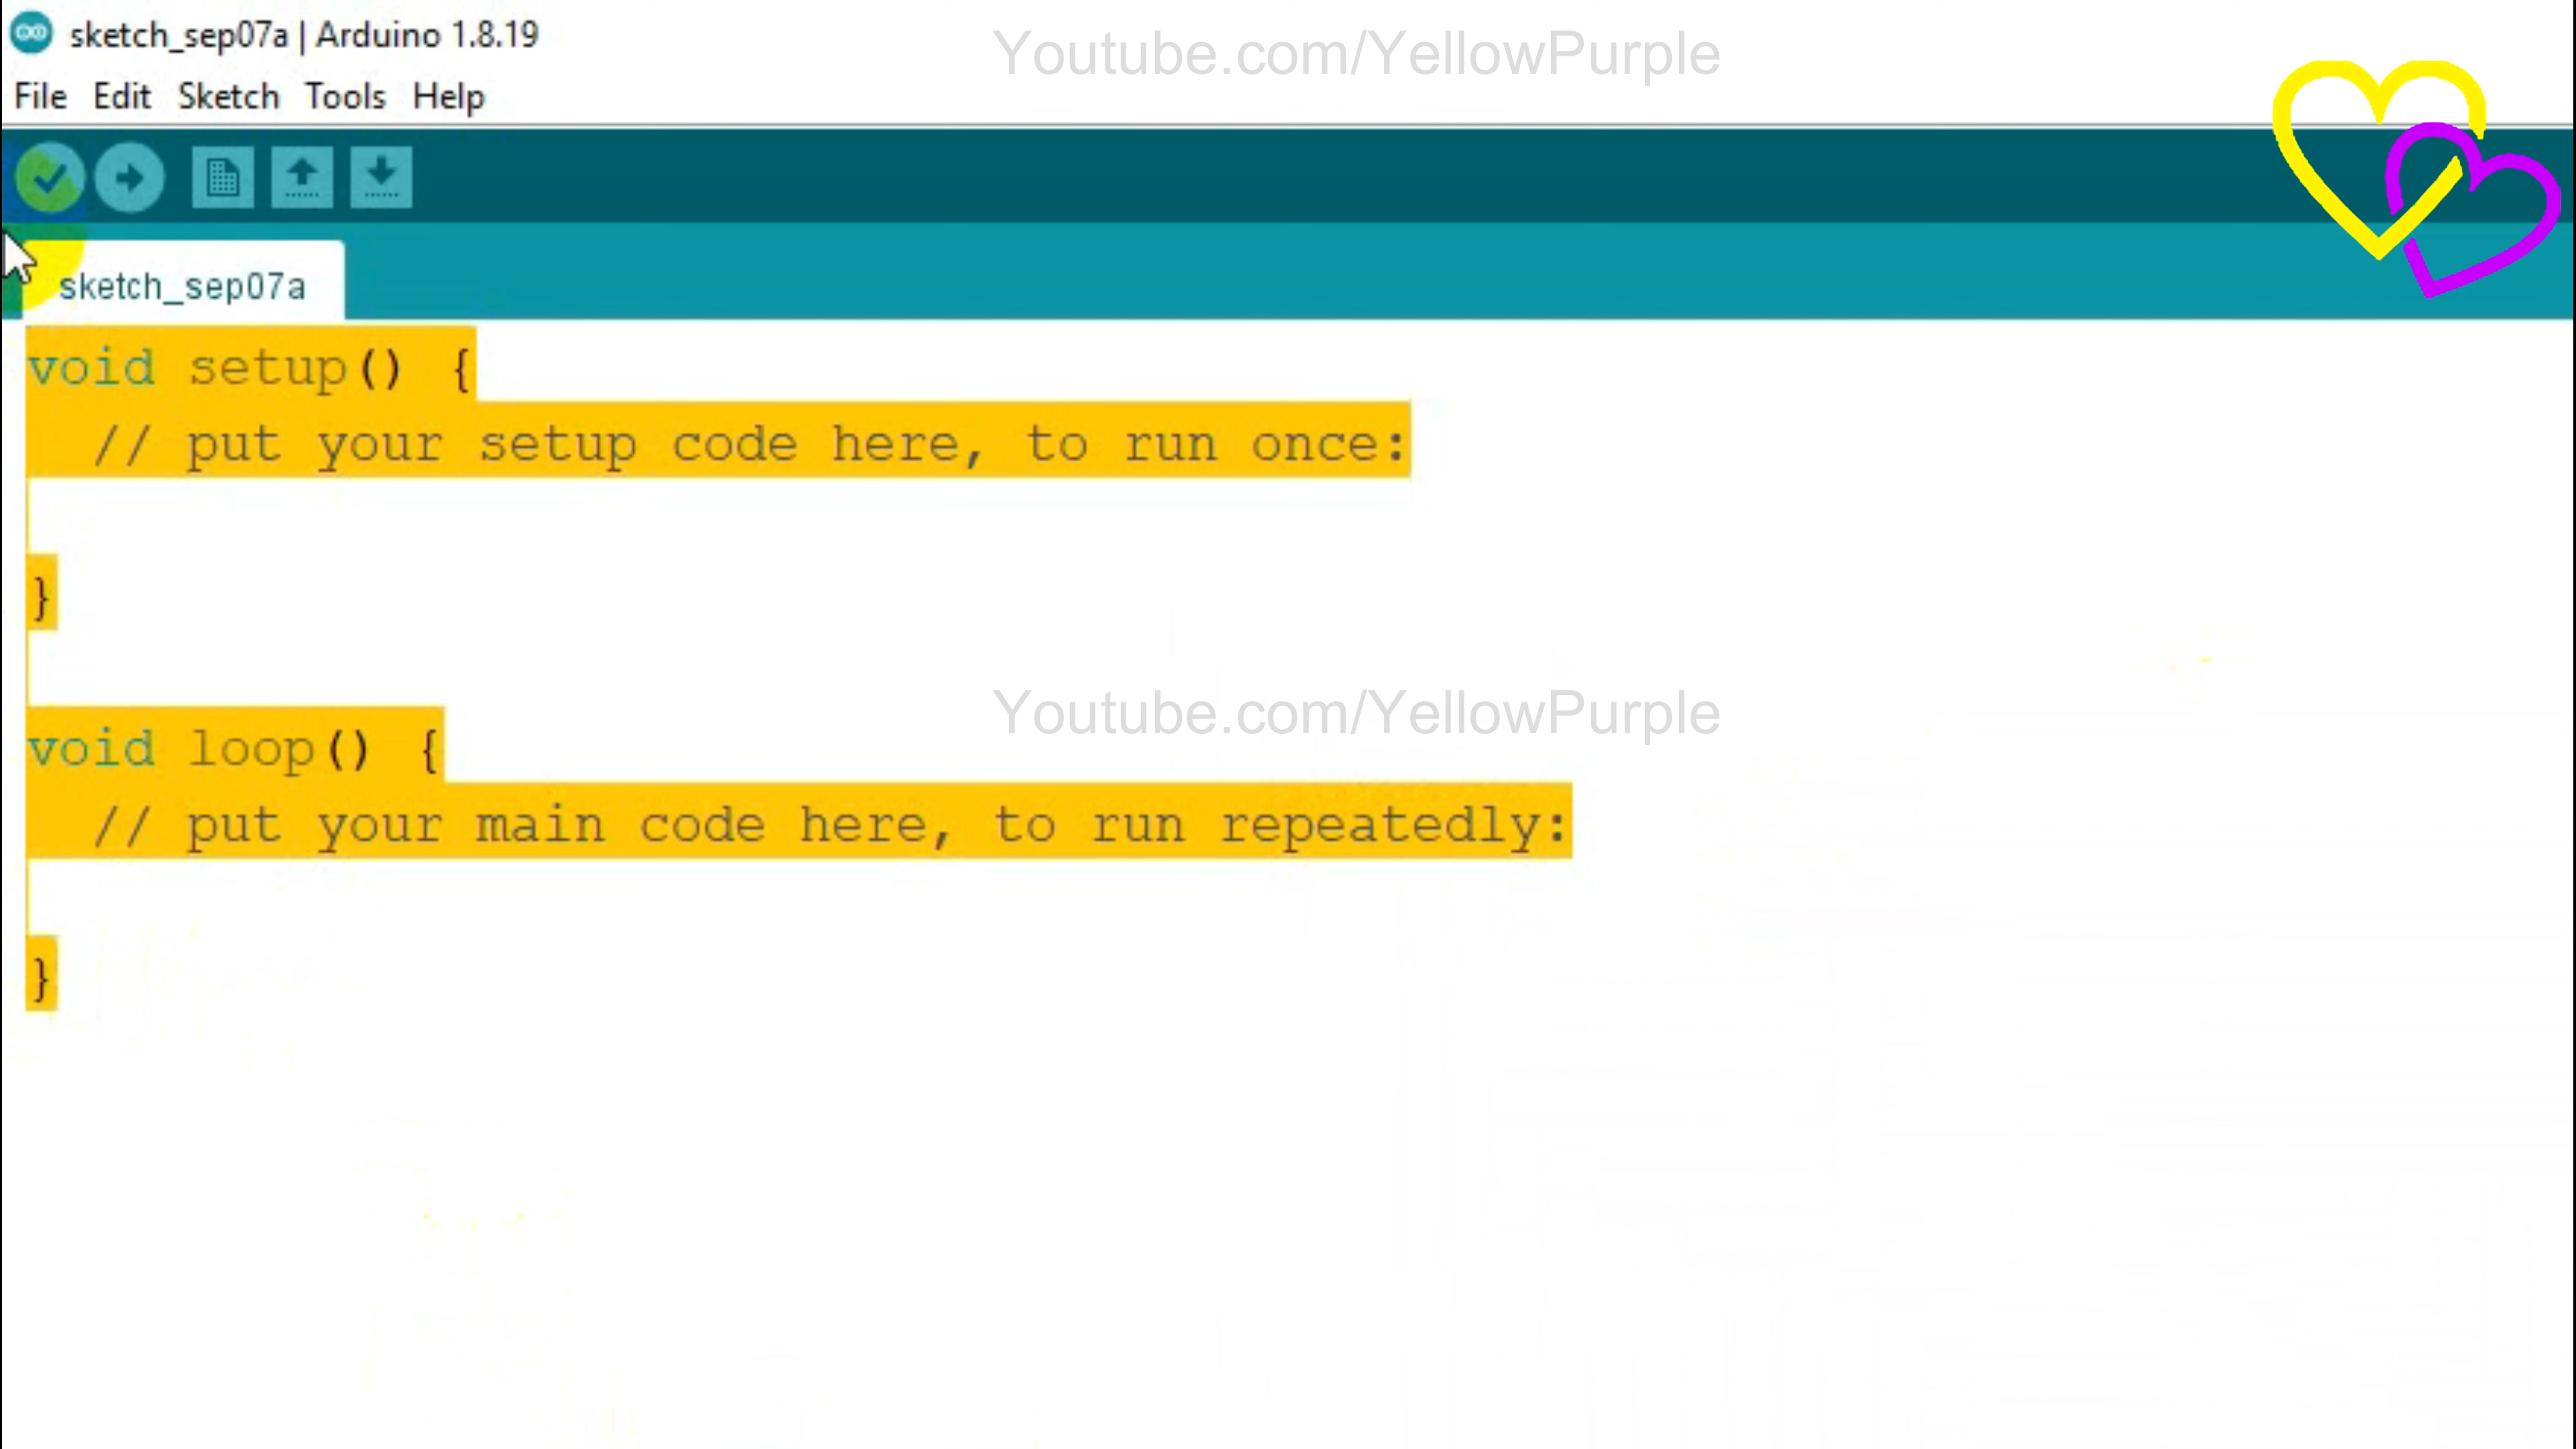 sketch_sep07a | Arduino 1.8.19
Youtube.com/YellowPurple
File Edit Sketch Tools Help
sketch_sep07a
void setup() {
  // put your setup code here, to run once:
}
Youtube.com/YellowPurple
void loop() {
  // put your main code here, to run repeatedly:
}